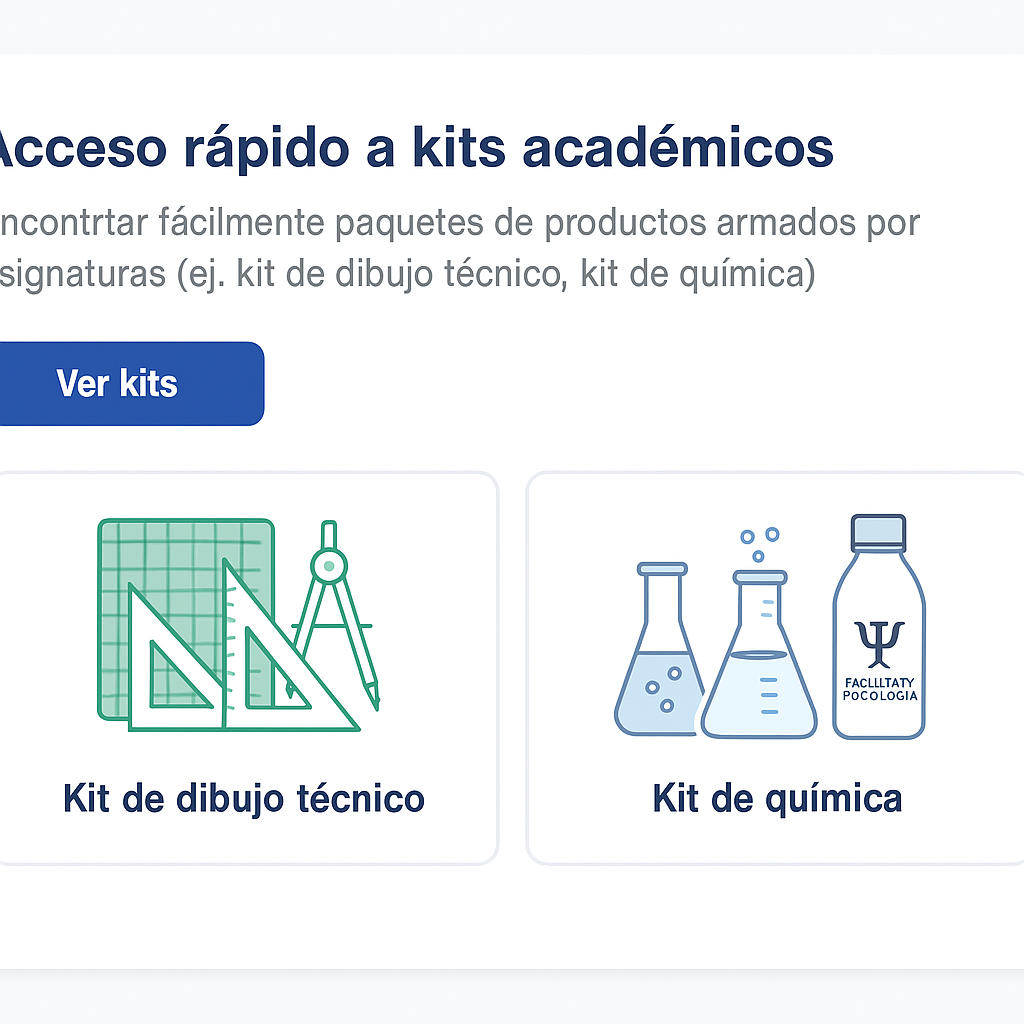 Acceso rápido a kits académicos
ncontrtar fácilmente paquetes de productos armados por
signaturas (ej. kit de dibujo técnico, kit de química)
Ver kits
Ψ
FACLLLTATY
POCOLOGIA
Kit de dibujo técnico
Kit de química